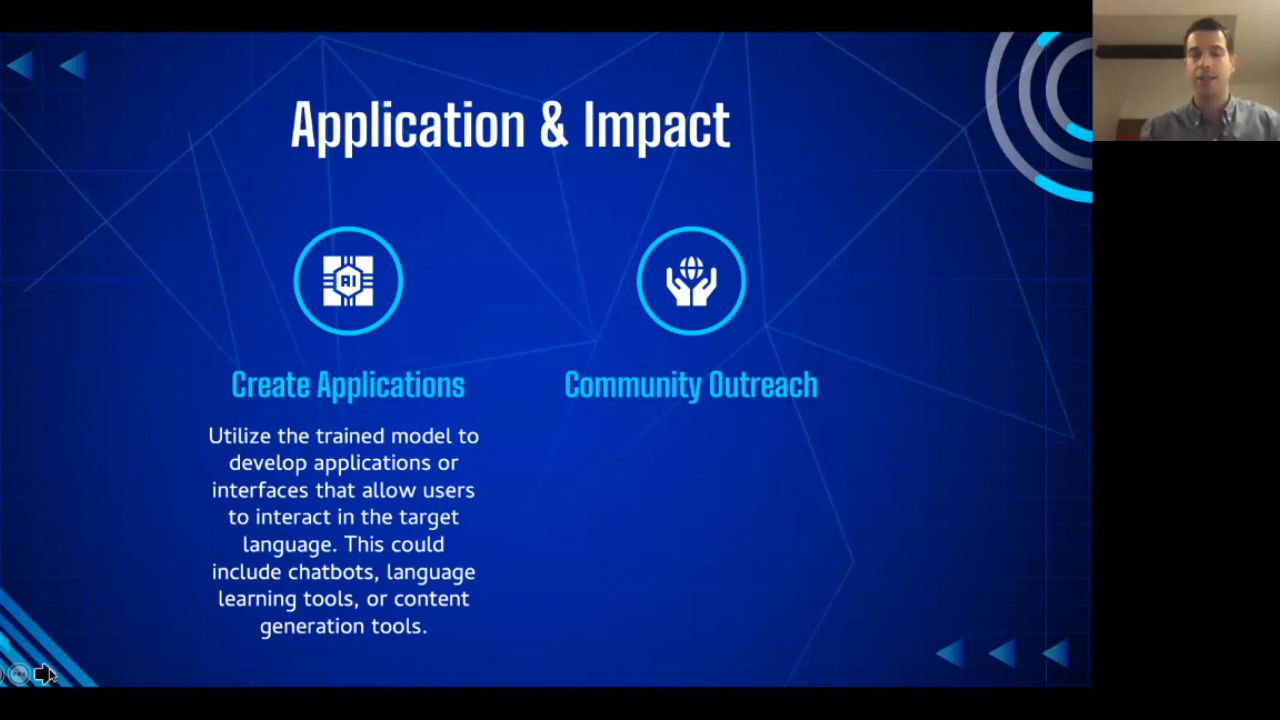 Application & Impact
AI
Create Applications
Community Outreach
Utilize the trained model to
develop applications or
interfaces that allow users
to interact in the target
language. This could
include chatbots, language
learning tools, or content
generation tools.